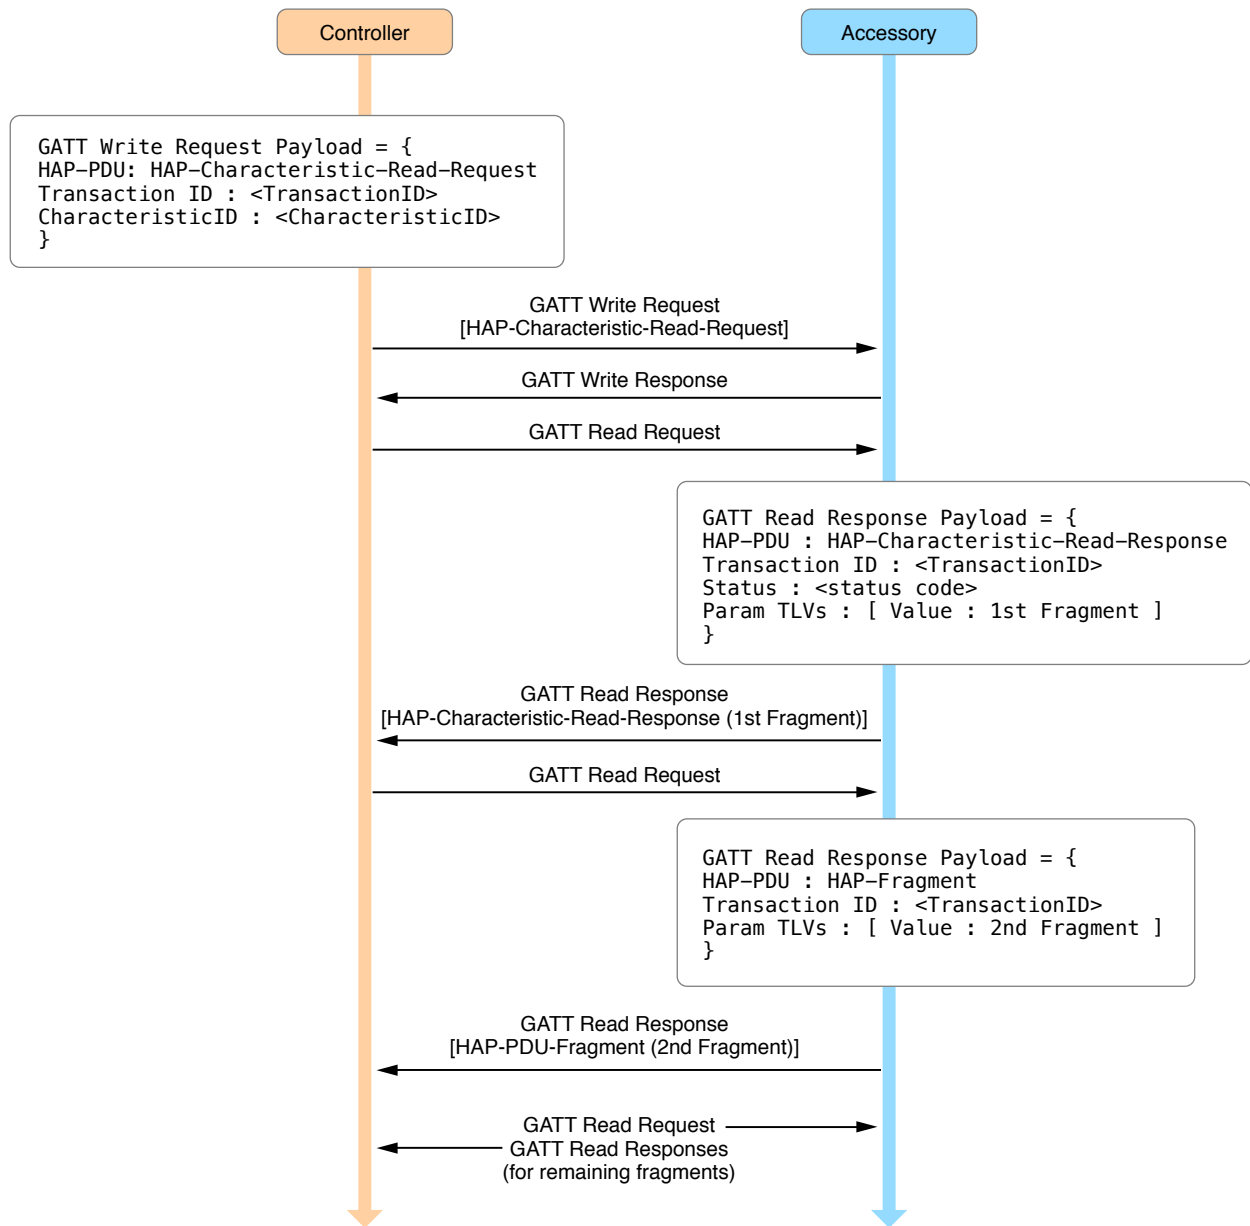 Controller
Accessory
GATT Write Request Payload = {
HAP-PDU: HAP-Characteristic-Read-Request
Transaction ID : <TransactionID>
CharacteristicID : <CharacteristicID>
}
GATT Write Request
[HAP-Characteristic-Read-Request]
GATT Write Response
GATT Read Request
GATT Read Response Payload = {
HAP-PDU : HAP-Characteristic-Read-Response
Transaction ID : <TransactionID>
Status : <status code>
Param TLVs : [ Value : 1st Fragment ]
}
GATT Read Response
[HAP-Characteristic-Read-Response (1st Fragment)]
GATT Read Request
GATT Read Response Payload = {
HAP-PDU : HAP-Fragment
Transaction ID : <TransactionID>
Param TLVs : [ Value : 2nd Fragment ]
}
GATT Read Response
[HAP-PDU-Fragment (2nd Fragment)]
GATT Read Request
GATT Read Responses
(for remaining fragments)